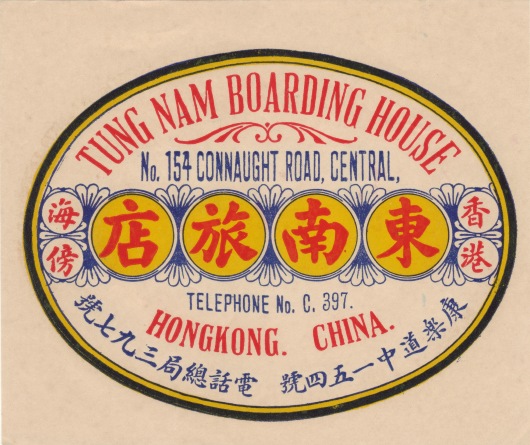 TUNG NAM BOARDING HOUSE
No. 154 CONNAUGHT ROAD, CENTRAL,
香港
東南旅店
海傍
TELEPHONE No. C. 397.
HONGKONG. CHINA.
康樂道中一五四號 電話總局三九七號